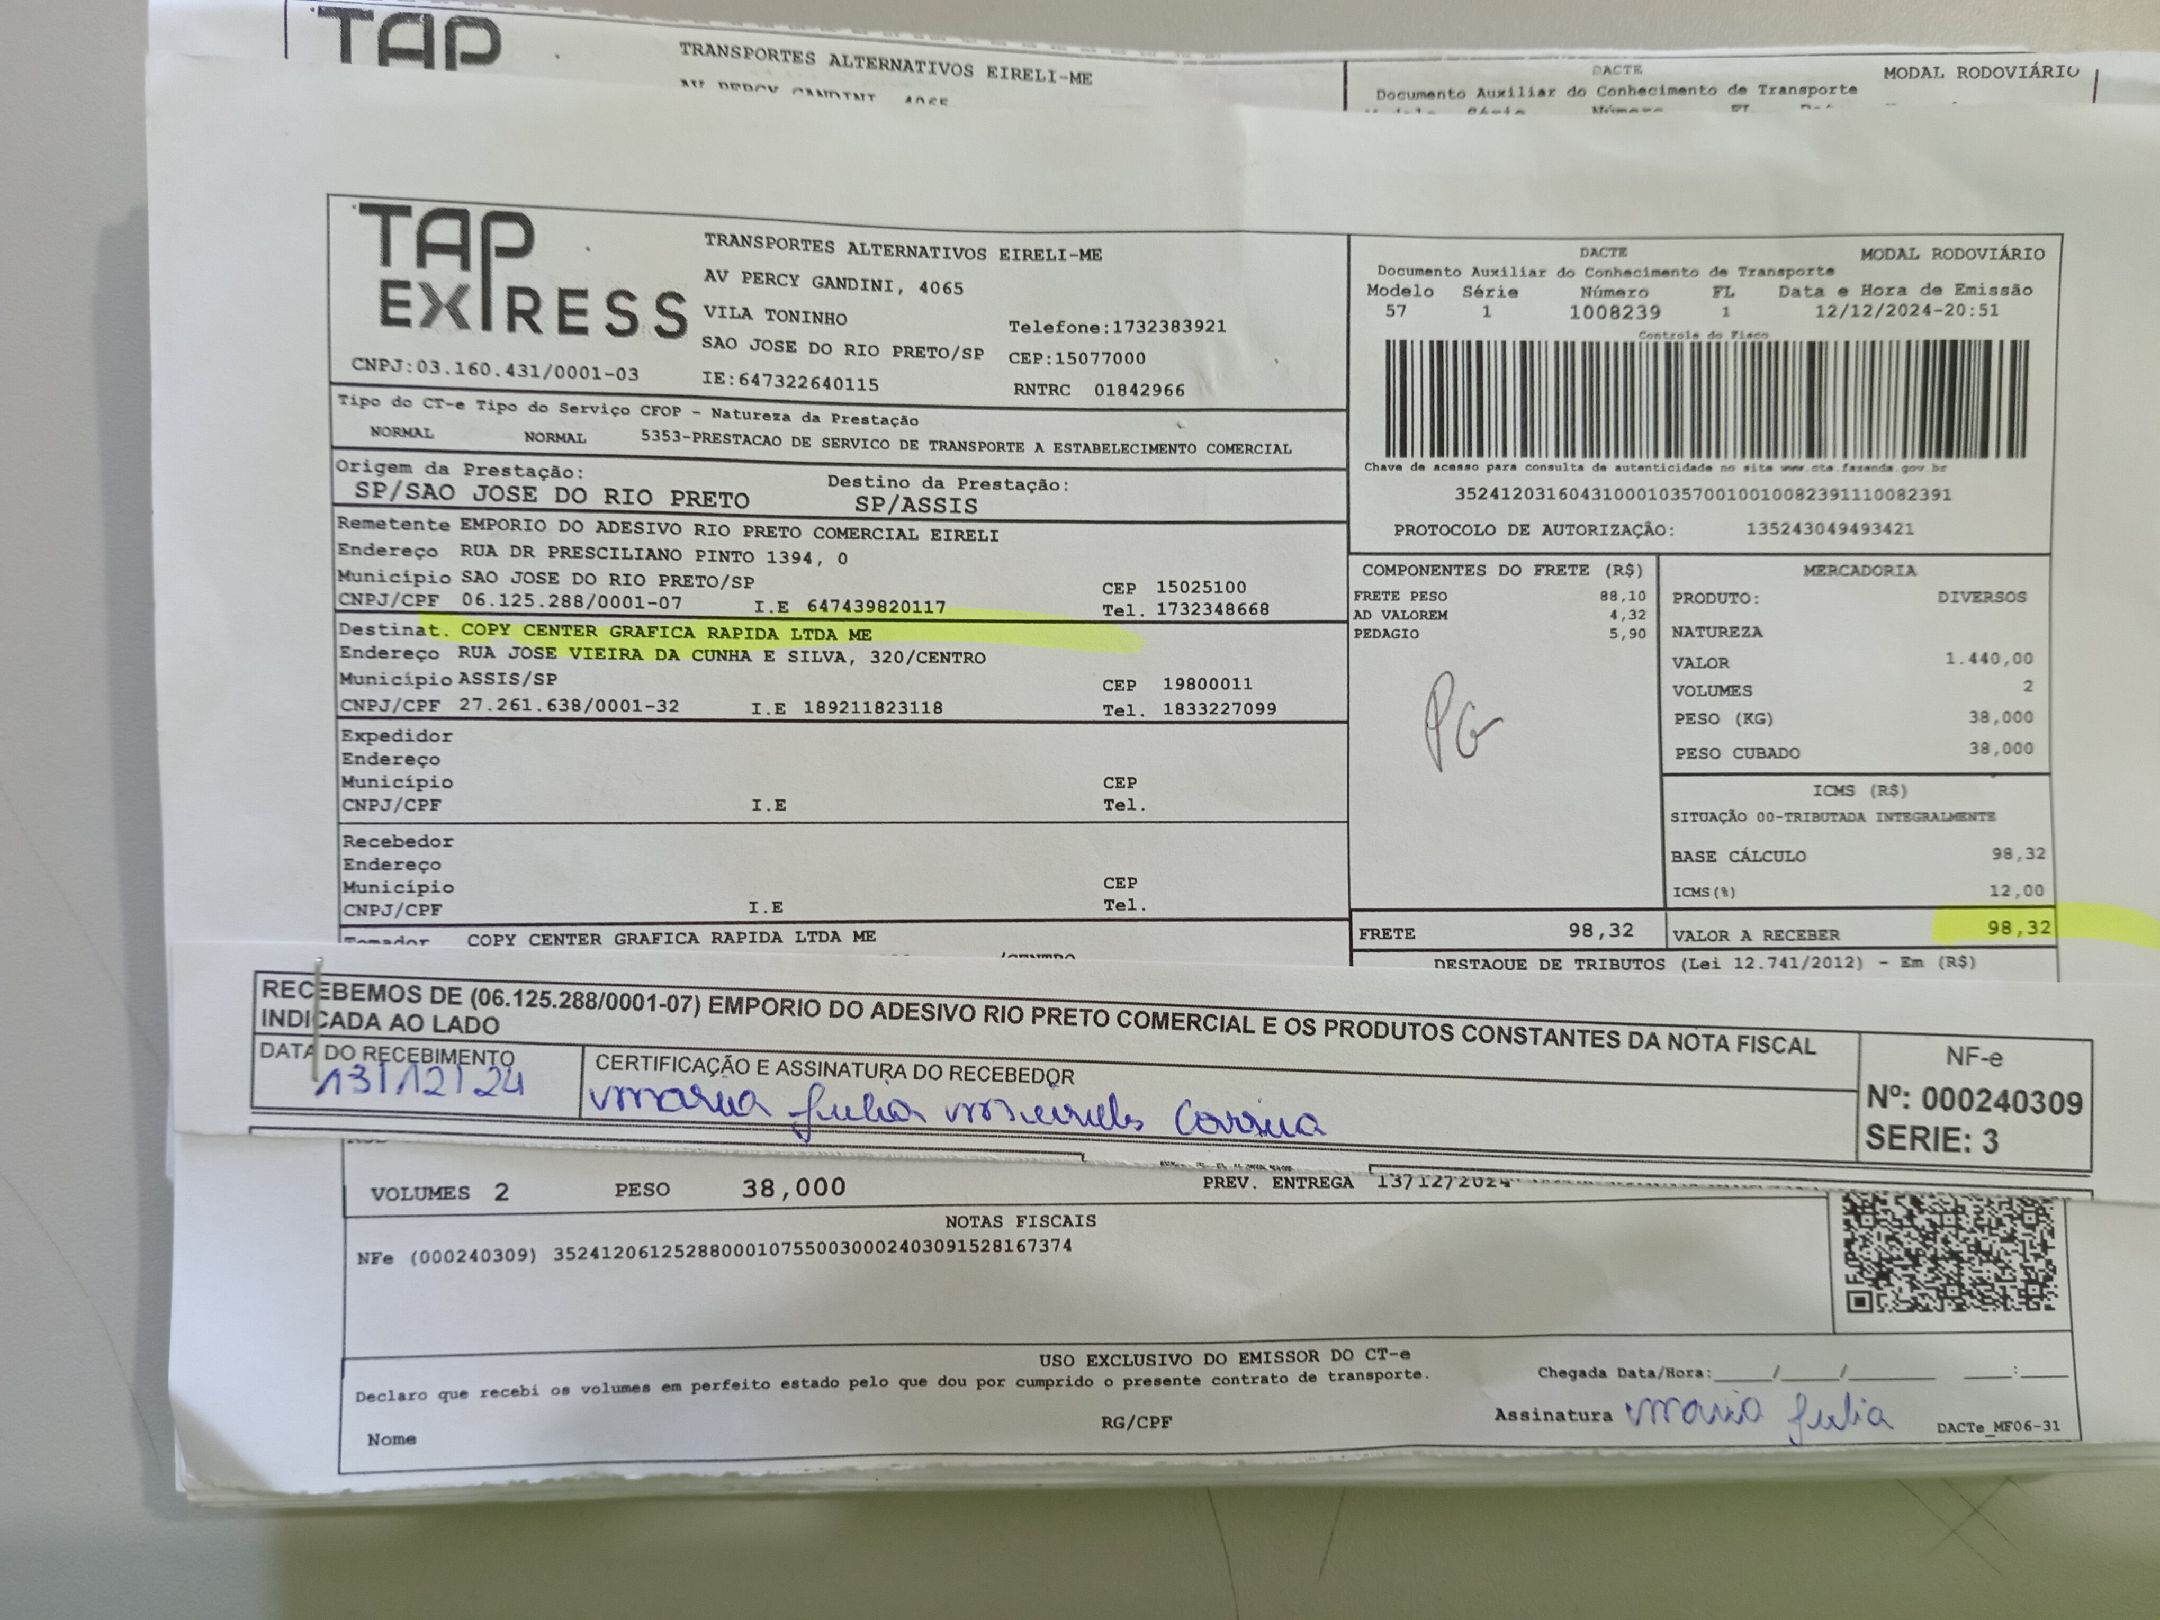 TAP
TRANSPORTES ALTERNATIVOS EIRELI-ME
DACTE
MODAL RODOVIÁRIO
Documento Auxiliar do Conhecimento de Transporte
TAP
EXPRESS
CNPJ:03.160.431/0001-03
TRANSPORTES ALTERNATIVOS EIRELI-ME
AV PERCY GANDINI, 4065
VILA TONINHO
Telefone:1732383921
SAO JOSE DO RIO PRETO/SP CEP:15077000
IE:647322640115
RNTRC 01842966
DACTE
MODAL RODOVIÁRIO
Documento Auxiliar do Conhecimento de Transporte
Modelo Série Número FL Data e Hora de Emissão
57 1 1008239 1 12/12/2024-20:51
Controle do Fisco
Chave de acesso para consulta de autenticidade no site www.cte.fazenda.gov.br
35241203160431000103570010010082391110082391
PROTOCOLO DE AUTORIZAÇÃO: 135243049493421
Tipo do CT-e Tipo do Serviço CFOP - Natureza da Prestação
NORMAL NORMAL 5353-PRESTACAO DE SERVICO DE TRANSPORTE A ESTABELECIMENTO COMERCIAL
Origem da Prestação: Destino da Prestação:
SP/SAO JOSE DO RIO PRETO SP/ASSIS
Remetente EMPORIO DO ADESIVO RIO PRETO COMERCIAL EIRELI
Endereço RUA DR PRESCILIANO PINTO 1394, 0
Município SAO JOSE DO RIO PRETO/SP CEP 15025100
CNPJ/CPF 06.125.288/0001-07 I.E 647439820117 Tel. 1732348668
Destinat. COPY CENTER GRAFICA RAPIDA LTDA ME
Endereço RUA JOSE VIEIRA DA CUNHA E SILVA, 320/CENTRO
Município ASSIS/SP CEP 19800011
CNPJ/CPF 27.261.638/0001-32 I.E 189211823118 Tel. 1833227099
Expedidor
Endereço
Município CEP
CNPJ/CPF I.E Tel.
Recebedor
Endereço
Município CEP
CNPJ/CPF I.E Tel.
Tomador COPY CENTER GRAFICA RAPIDA LTDA ME
COMPONENTES DO FRETE (R$)
FRETE PESO 88,10
AD VALOREM 4,32
PEDAGIO 5,90
PG
MERCADORIA
PRODUTO: DIVERSOS
NATUREZA
VALOR 1.440,00
VOLUMES 2
PESO (KG) 38,000
PESO CUBADO 38,000
ICMS (R$)
SITUAÇÃO 00-TRIBUTADA INTEGRALMENTE
BASE CÁLCULO 98,32
ICMS(%) 12,00
FRETE 98,32 VALOR A RECEBER 98,32
DESTAQUE DE TRIBUTOS (Lei 12.741/2012) - Em (R$)
RECEBEMOS DE (06.125.288/0001-07) EMPORIO DO ADESIVO RIO PRETO COMERCIAL E OS PRODUTOS CONSTANTES DA NOTA FISCAL
INDICADA AO LADO
DATA DO RECEBIMENTO
13/12/24
CERTIFICAÇÃO E ASSINATURA DO RECEBEDOR
Maria Julia
NF-e
Nº: 000240309
SERIE: 3
VOLUMES 2 PESO 38,000 PREV. ENTREGA 13/12/2024
NOTAS FISCAIS
NFe (000240309) 35241206125288000107550030002403091528167374
USO EXCLUSIVO DO EMISSOR DO CT-e
Declaro que recebi os volumes em perfeito estado pelo que dou por cumprido o presente contrato de transporte.
Chegada Data/Hora:____/____/______ ___:___
Nome RG/CPF Assinatura Maria Julia DACTe_MF06-31